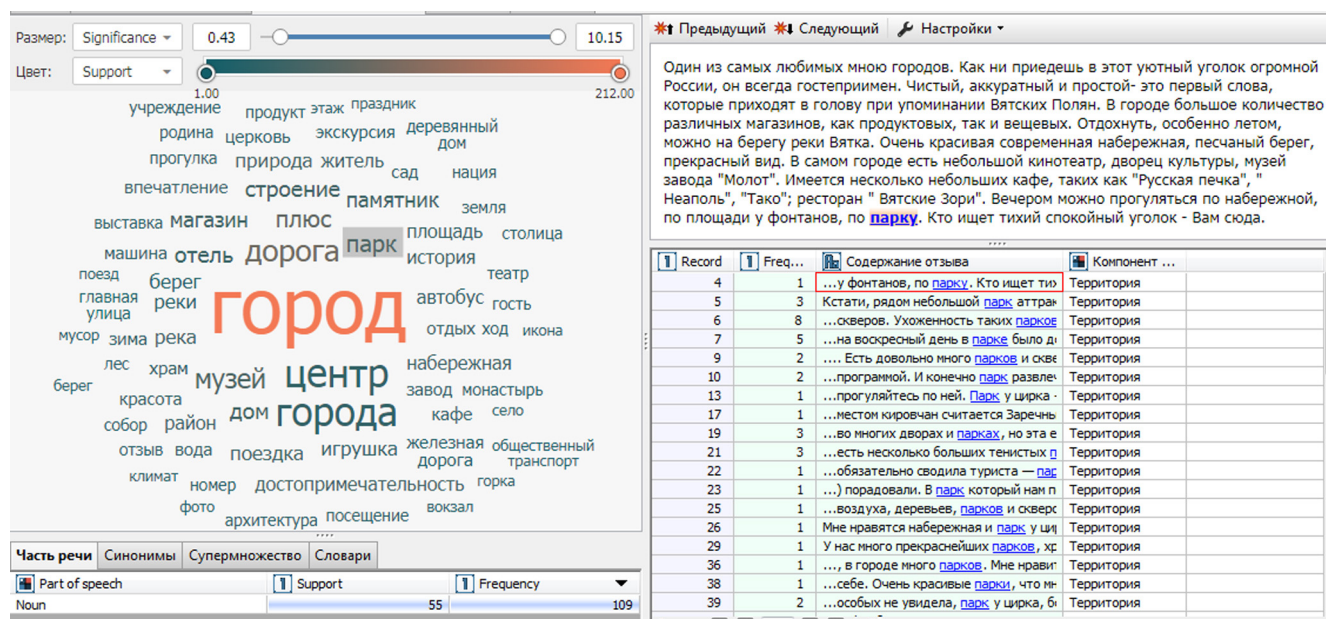 Размер: Significance 0.43 10.15
Цвет: Support
1.00 212.00
учреждение продукт этаж праздник
родина церковь экскурсия деревянный дом
прогулка природа житель
сад нация
впечатление строение памятник земля
выставка магазин плюс площадь столица
машина отель дорога парк история
поезд берег театр
главная улица реки город автобус гость
мусор зима река отдых ход икона
лес храм музей центр набережная
берег красота завод монастырь
собор район дом города кафе село
отзыв вода поездка игрушка железная дорога общественный транспорт
климат номер достопримечательность горка
фото архитектура посещение вокзал
Часть речи Синонимы Супермножество Словари
Part of speech Support Frequency
Noun 55 109
Предыдущий Следующий Настройки
Один из самых любимых мною городов. Как ни приедешь в этот уютный уголок огромной
России, он всегда гостеприимен. Чистый, аккуратный и простой- это первый слова,
которые приходят в голову при упоминании Вятских Полян. В городе большое количество
различных магазинов, как продуктовых, так и вещевых. Отдохнуть, особенно летом,
можно на берегу реки Вятка. Очень красивая современная набережная, песчаный берег,
прекрасный вид. В самом городе есть небольшой кинотеатр, дворец культуры, музей
завода "Молот". Имеется несколько небольших кафе, таких как "Русская печка", "
Неаполь", "Тако"; ресторан " Вятские Зори". Вечером можно прогуляться по набережной,
по площади у фонтанов, по парку. Кто ищет тихий спокойный уголок - Вам сюда.
Record Freq... Содержание отзыва Компонент ...
4 1 ...у фонтанов, по парку. Кто ищет тих Территория
5 3 Кстати, рядом небольшой парк аттрак Территория
6 8 ...скверов. Ухоженность таких парков Территория
7 5 ...на воскресный день в парке было д Территория
9 2 .... Есть довольно много парков и скве Территория
10 2 ...программой. И конечно парк развлеч Территория
13 1 ...прогуляйтесь по ней. Парк у цирка - Территория
17 1 ...местом кировчан считается Заречны Территория
19 3 ...во многих дворах и парках, но эта е Территория
21 3 ...есть несколько больших тенистых п Территория
22 1 ...обязательно сводила туриста — пар Территория
23 1 ...) порадовали. В парк который нам п Территория
25 1 ...воздуха, деревьев, парков и скверо Территория
26 1 Мне нравятся набережная и парк у ци Территория
29 1 У нас много прекраснейших парков, хр Территория
36 1 ..., в городе много парков. Мне нрави Территория
38 1 ...себе. Очень красивые парки, что мн Территория
39 2 ...особых не увидела, парк у цирка, б Территория